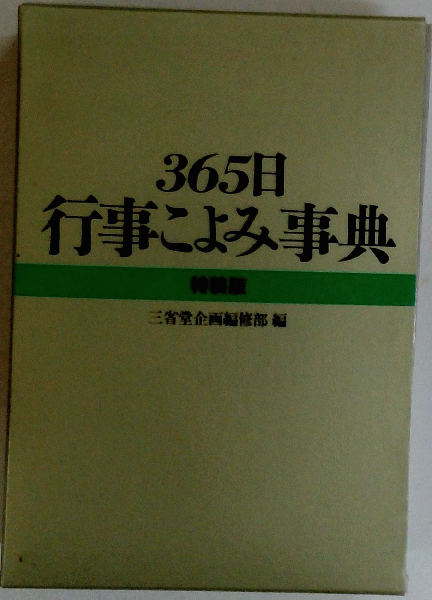 365日
行事こよみ事典
特装版
三省堂企画編修部 編